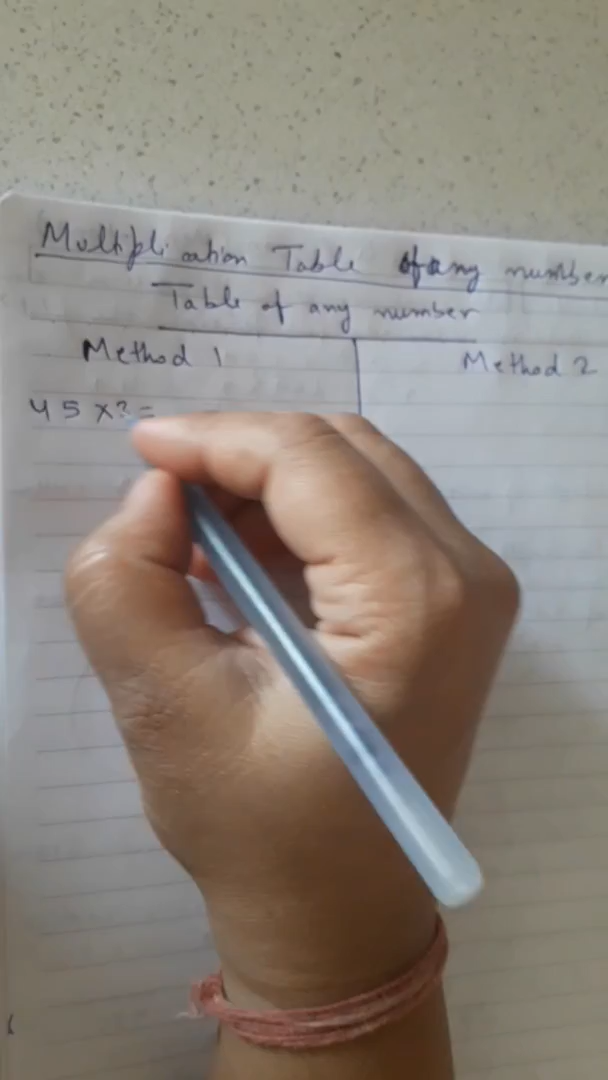 Multiplication Table of any number
Table of any number
Method 1 Method 2
45 x ? =